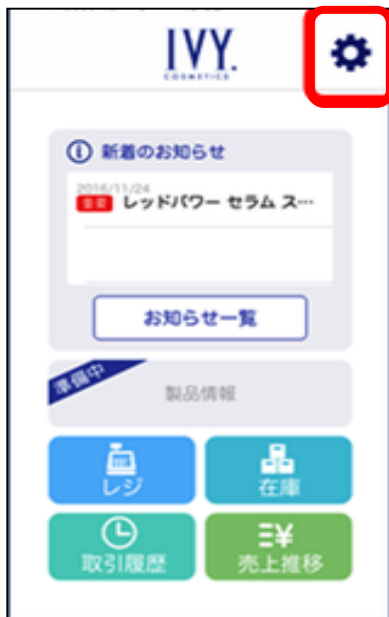 IVY.
COSMETICS
新着のお知らせ
2016/11/24
重要 レッドパワー セラム ス…
お知らせ一覧
準備中
製品情報
レジ
在庫
取引履歴
売上推移